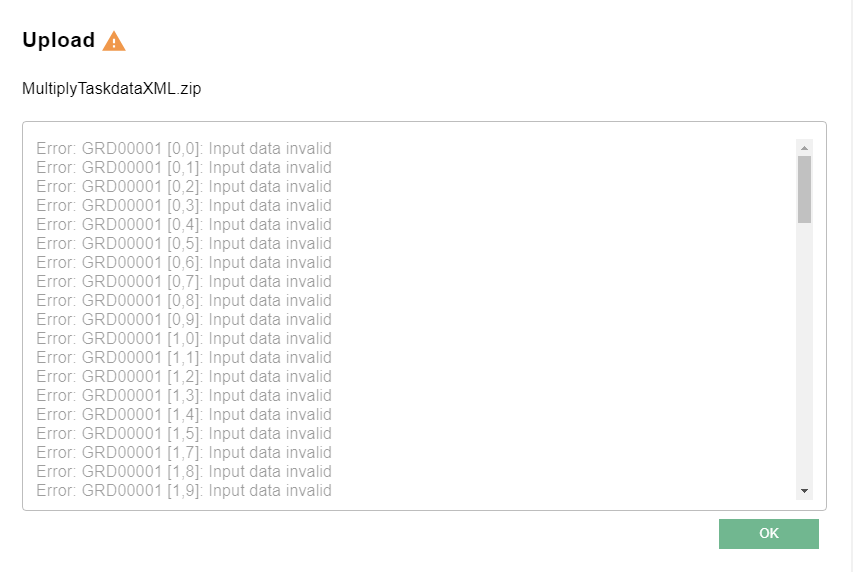 Upload
MultiplyTaskdataXML.zip
Error: GRD00001 [0,0]: Input data invalid
Error: GRD00001 [0,1]: Input data invalid
Error: GRD00001 [0,2]: Input data invalid
Error: GRD00001 [0,3]: Input data invalid
Error: GRD00001 [0,4]: Input data invalid
Error: GRD00001 [0,5]: Input data invalid
Error: GRD00001 [0,6]: Input data invalid
Error: GRD00001 [0,7]: Input data invalid
Error: GRD00001 [0,8]: Input data invalid
Error: GRD00001 [0,9]: Input data invalid
Error: GRD00001 [1,0]: Input data invalid
Error: GRD00001 [1,1]: Input data invalid
Error: GRD00001 [1,2]: Input data invalid
Error: GRD00001 [1,3]: Input data invalid
Error: GRD00001 [1,4]: Input data invalid
Error: GRD00001 [1,5]: Input data invalid
Error: GRD00001 [1,7]: Input data invalid
Error: GRD00001 [1,8]: Input data invalid
Error: GRD00001 [1,9]: Input data invalid
OK